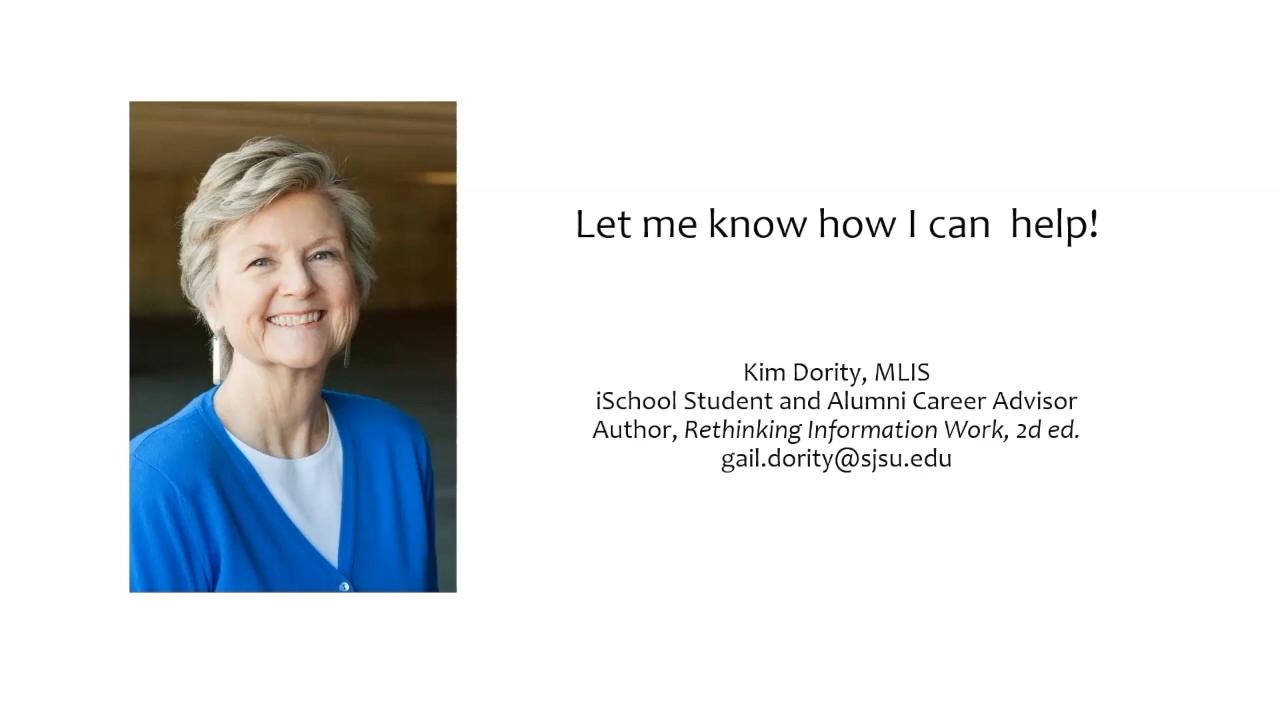 Let me know how I can  help!
Kim Dority, MLIS
iSchool Student and Alumni Career Advisor
Author, Rethinking Information Work, 2d ed.
gail.dority@sjsu.edu